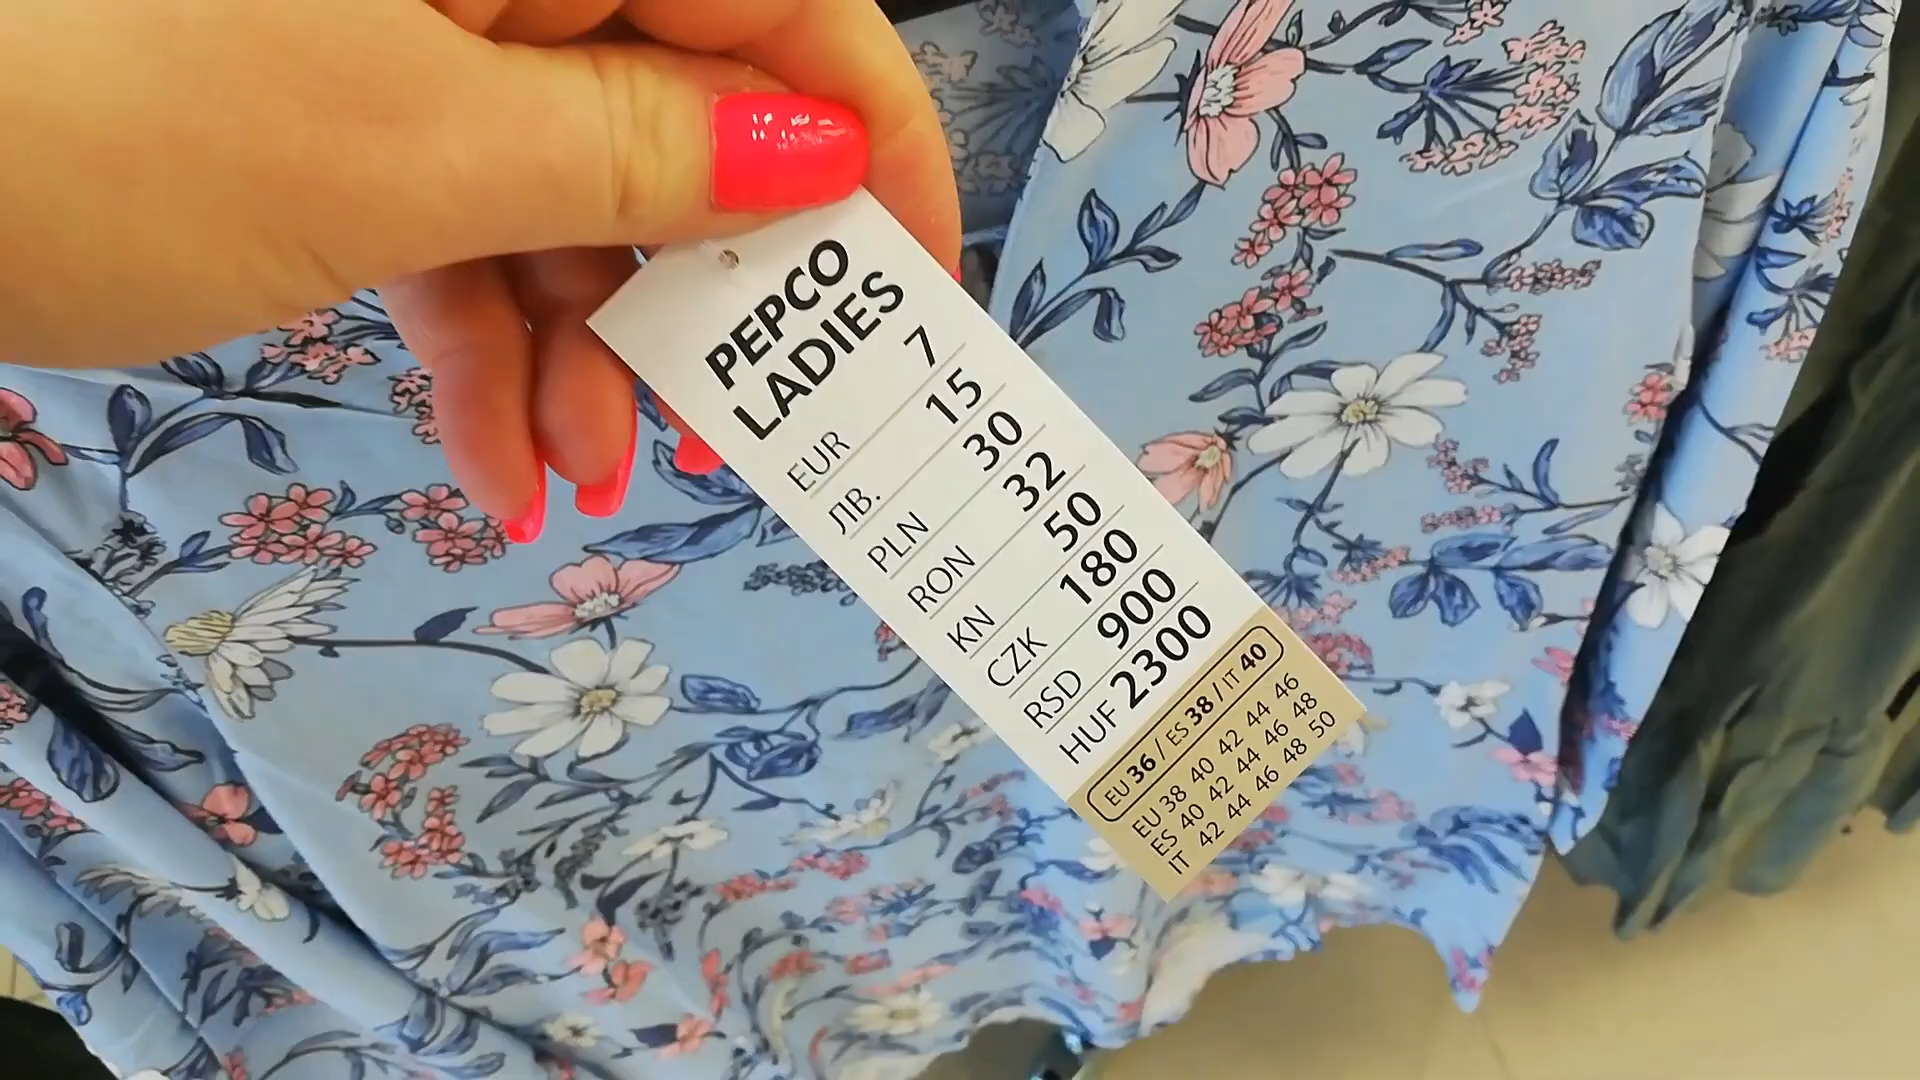 PEPCO
LADIES
EUR 7
ЛВ. 15
PLN 30
RON 32
KN 50
CZK 180
RSD 900
HUF 2300
EU 36 / ES 38 / IT 40
EU 38 40 42 44 46
ES 40 42 44 46 48
IT 42 44 46 48 50